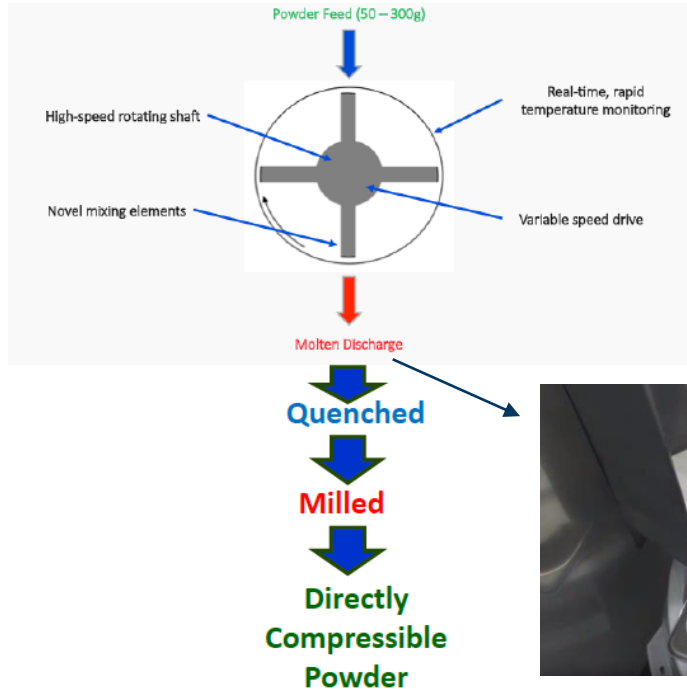 Powder Feed (50 – 300g)
High-speed rotating shaft
Real-time, rapid
temperature monitoring
Novel mixing elements
Variable speed drive
Molten Discharge
Quenched
Milled
Directly
Compressible
Powder